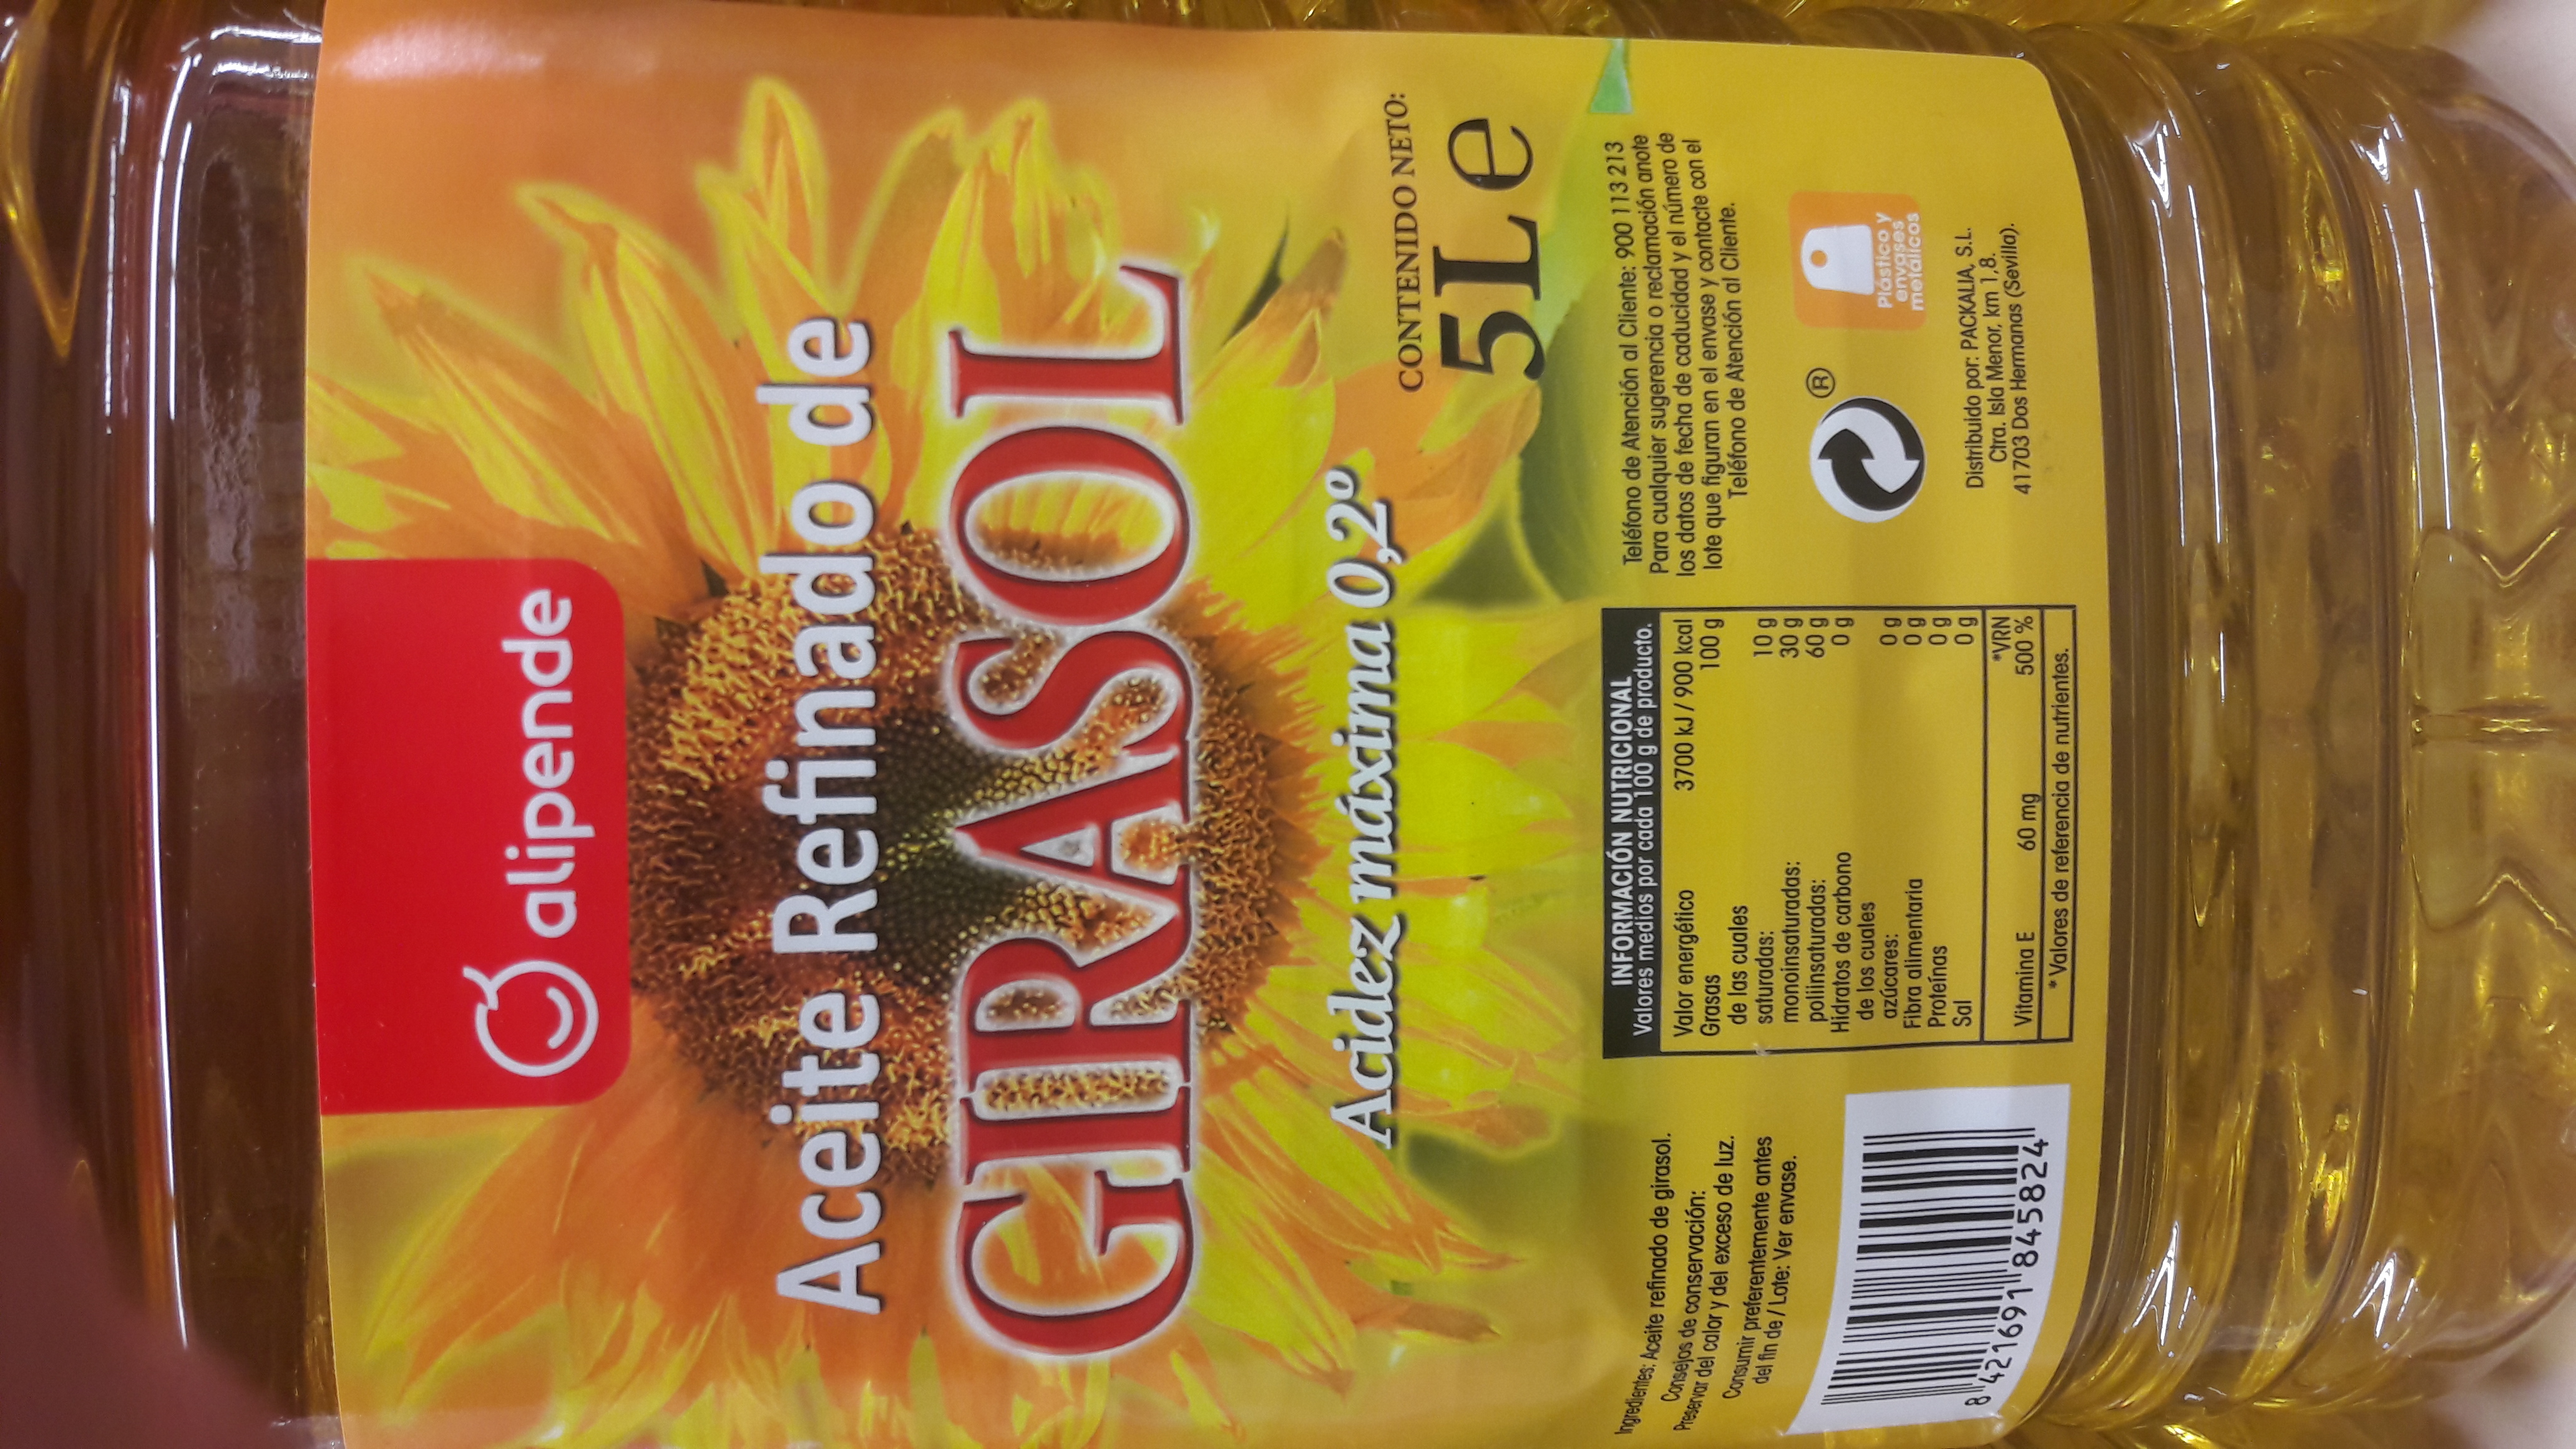 alipende
Aceite Refinado de
GIRASOL
Acidez máxima 0,2º
CONTENIDO NETO:
5L e
Ingredientes: Aceite refinado de girasol.
Consejos de conservación:
Preservar del calor y del exceso de luz.
Consumir preferentemente antes
del fin de / Lote: Ver envase.
8 421691 845824
INFORMACIÓN NUTRICIONAL
Valores medios por cada 100 g de producto.
Valor energético 3700 kJ / 900 kcal
Grasas 100 g
de las cuales
saturadas: 10 g
monoinsaturadas: 30 g
poliinsaturadas: 60 g
Hidratos de carbono 0 g
de los cuales
azúcares: 0 g
Fibra alimentaria 0 g
Proteínas 0 g
Sal 0 g
*VRN
Vitamina E 60 mg 500 %
*Valores de referencia de nutrientes.
Teléfono de Atención al Cliente: 900 113 213
Para cualquier sugerencia o reclamación anote
los datos de fecha de caducidad y el número de
lote que figuran en el envase y contacte con el
Teléfono de Atención al Cliente.
®
Plástico y
envases
metálicos
Distribuido por: PACKALIA, S.L.
Ctra. Isla Menor, km 1,8.
41703 Dos Hermanas (Sevilla).